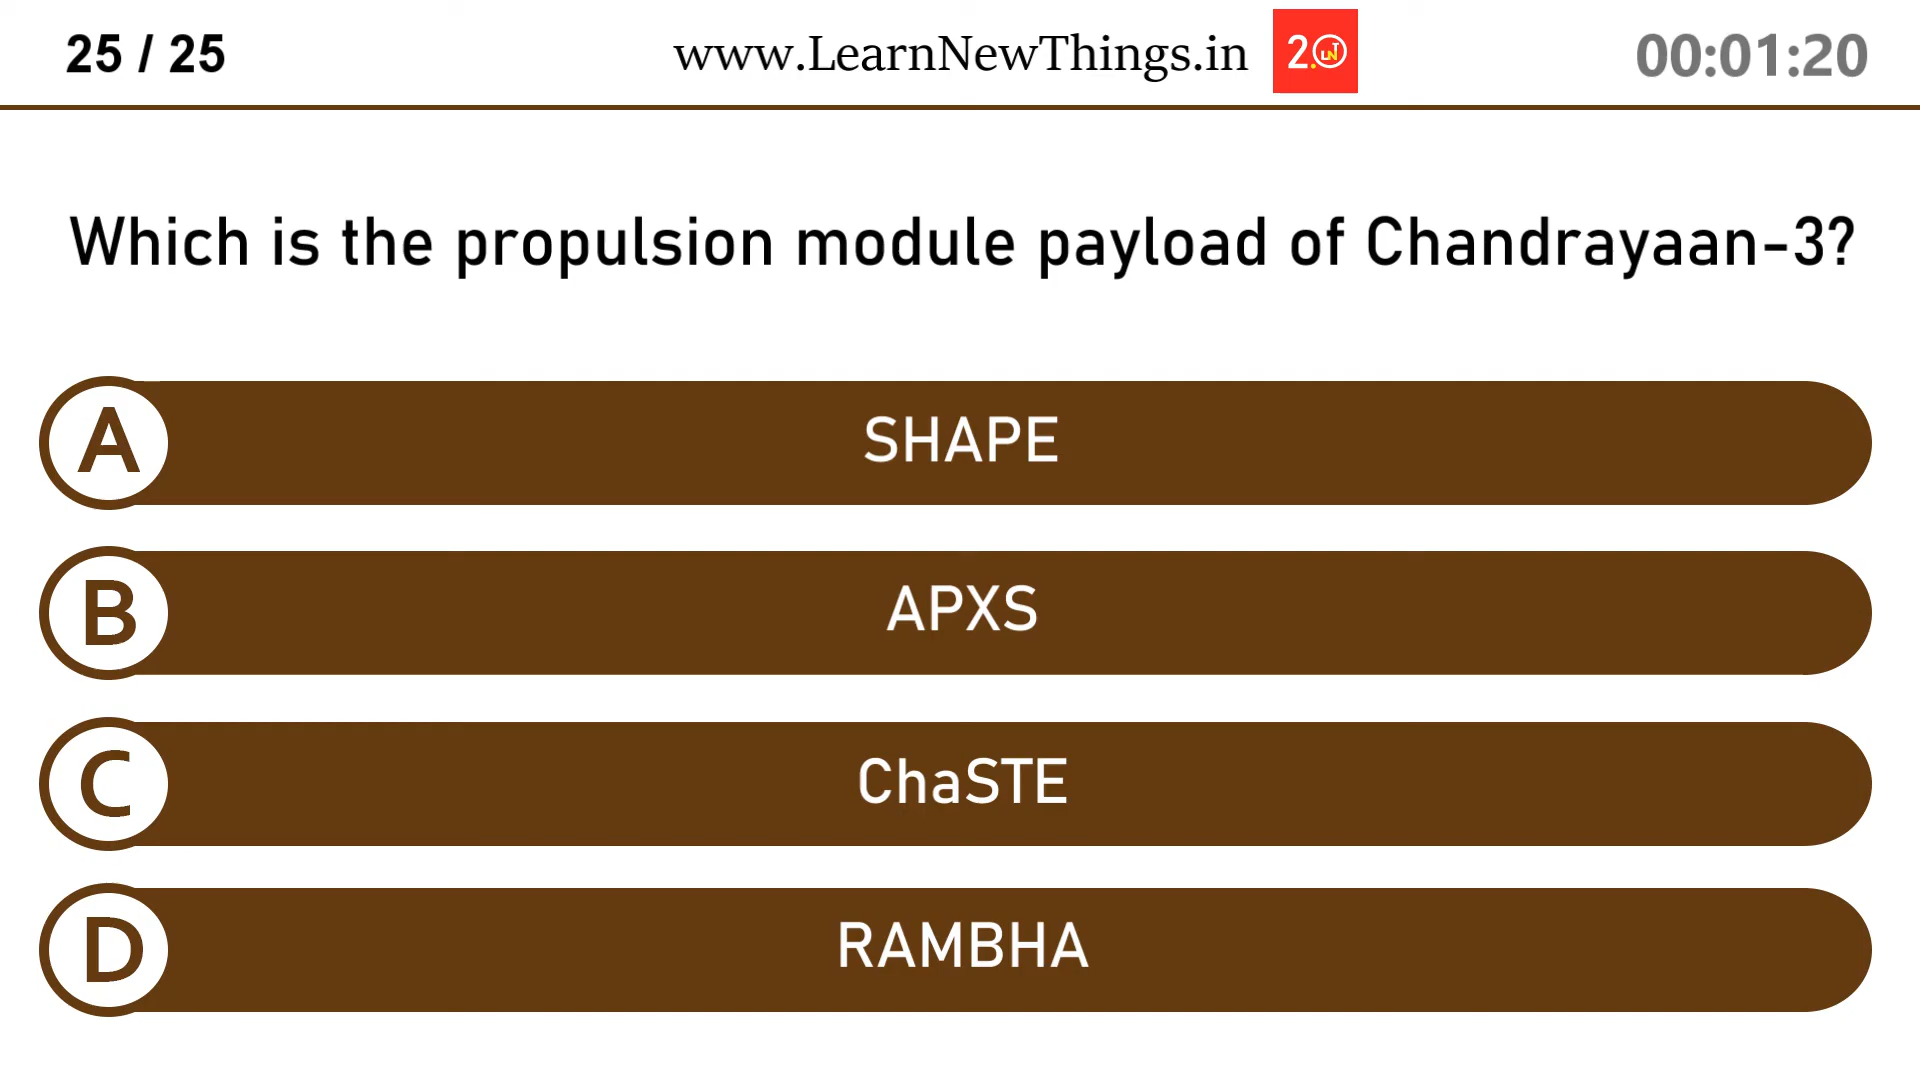 25 / 25
www.LearnNewThings.in
2.0
LNT
00:01:20
Which is the propulsion module payload of Chandrayaan-3?
A
SHAPE
B
APXS
C
ChaSTE
D
RAMBHA